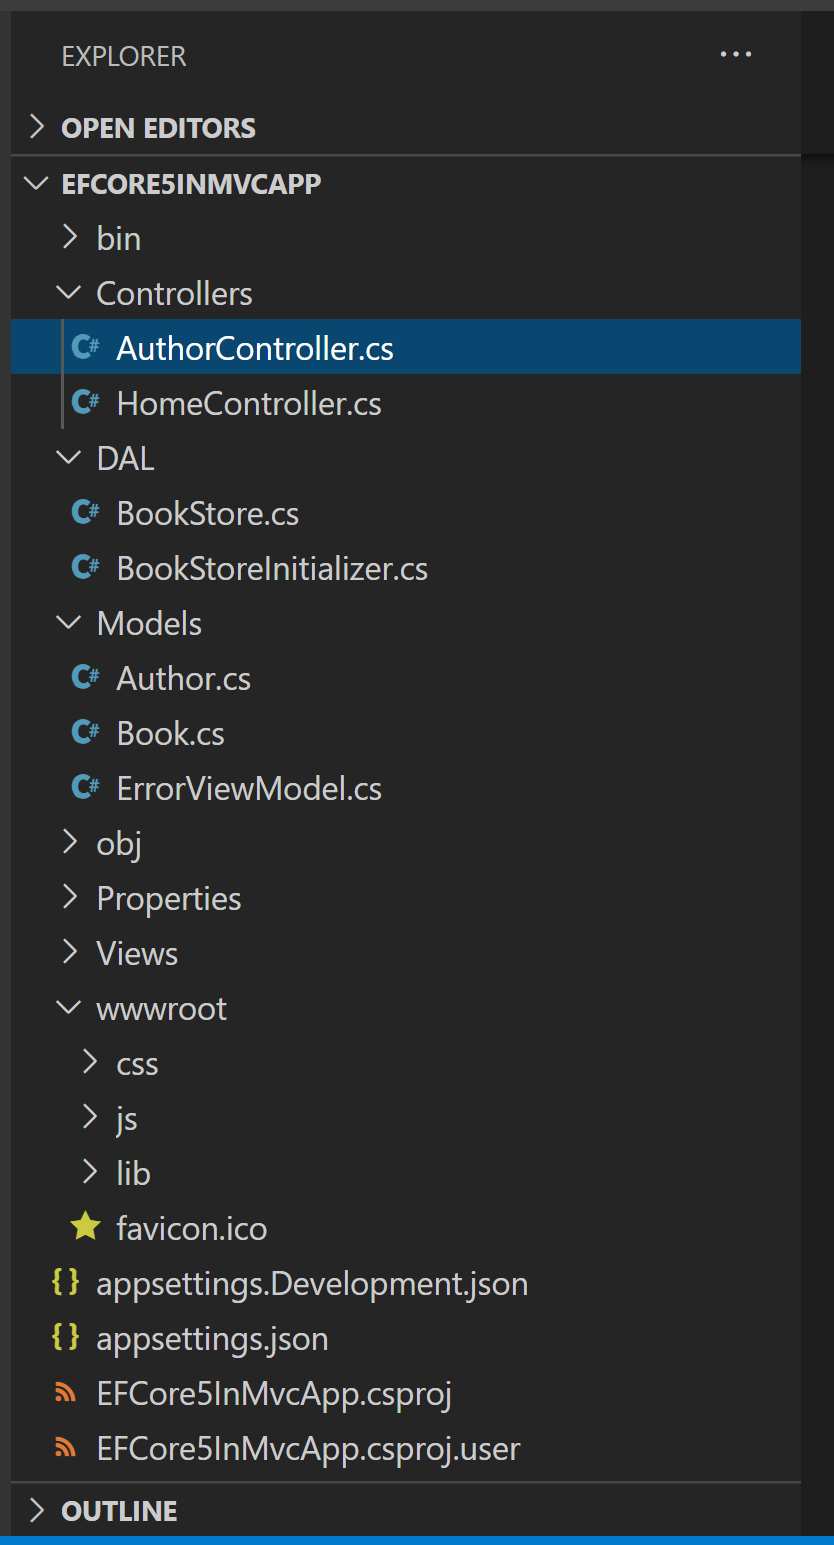 EXPLORER
OPEN EDITORS
EFCORE5INMVCAPP
bin
Controllers
AuthorController.cs
HomeController.cs
DAL
BookStore.cs
BookStoreInitializer.cs
Models
Author.cs
Book.cs
ErrorViewModel.cs
obj
Properties
Views
wwwroot
css
js
lib
favicon.ico
appsettings.Development.json
appsettings.json
EFCore5InMvcApp.csproj
EFCore5InMvcApp.csproj.user
OUTLINE